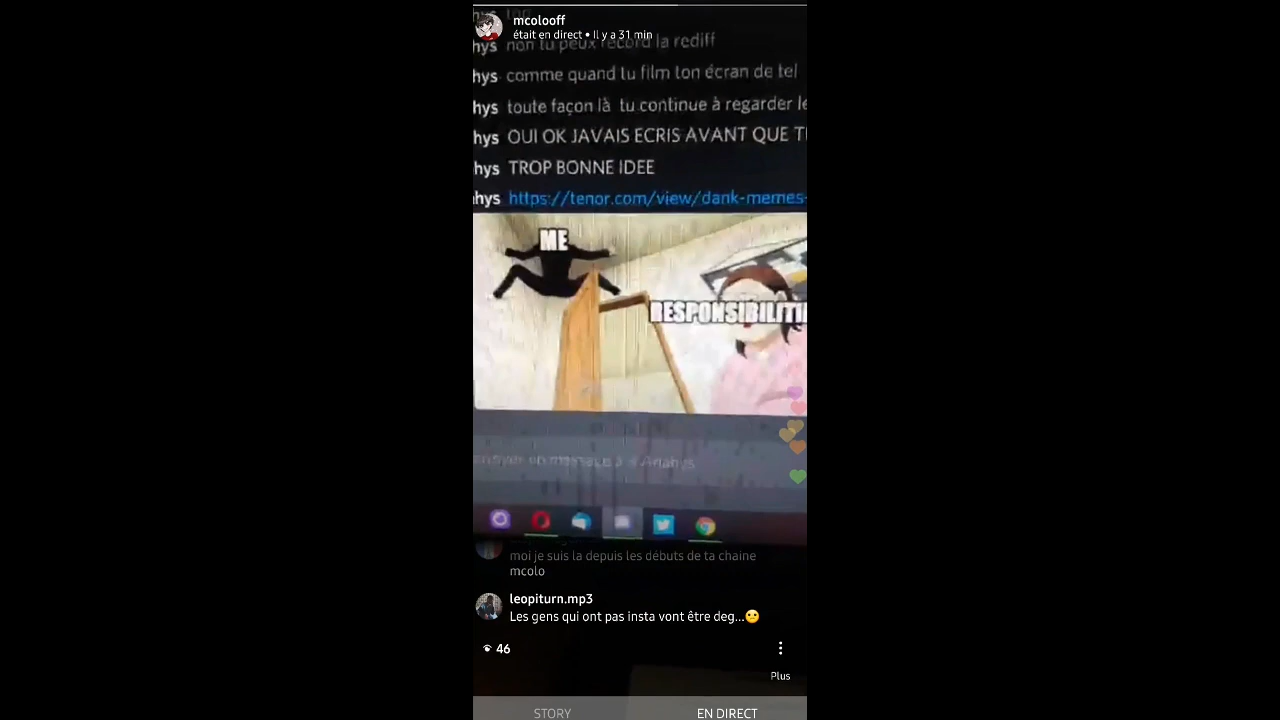 mcolooff
était en direct • Il y a 31 min
hys non tu peux record la rediff
hys comme quand tu film ton écran de tel
hys toute façon là tu continue à regarder le
hys OUI OK JAVAIS ECRIS AVANT QUE T
hys TROP BONNE IDEE
hys https://tenor.com/view/dank-memes-
ME
RESPONSIBILITI
moi je suis la depuis les débuts de ta chaine
mcolo
leopiturn.mp3
Les gens qui ont pas insta vont être deg...😕
46
Plus
STORY
EN DIRECT